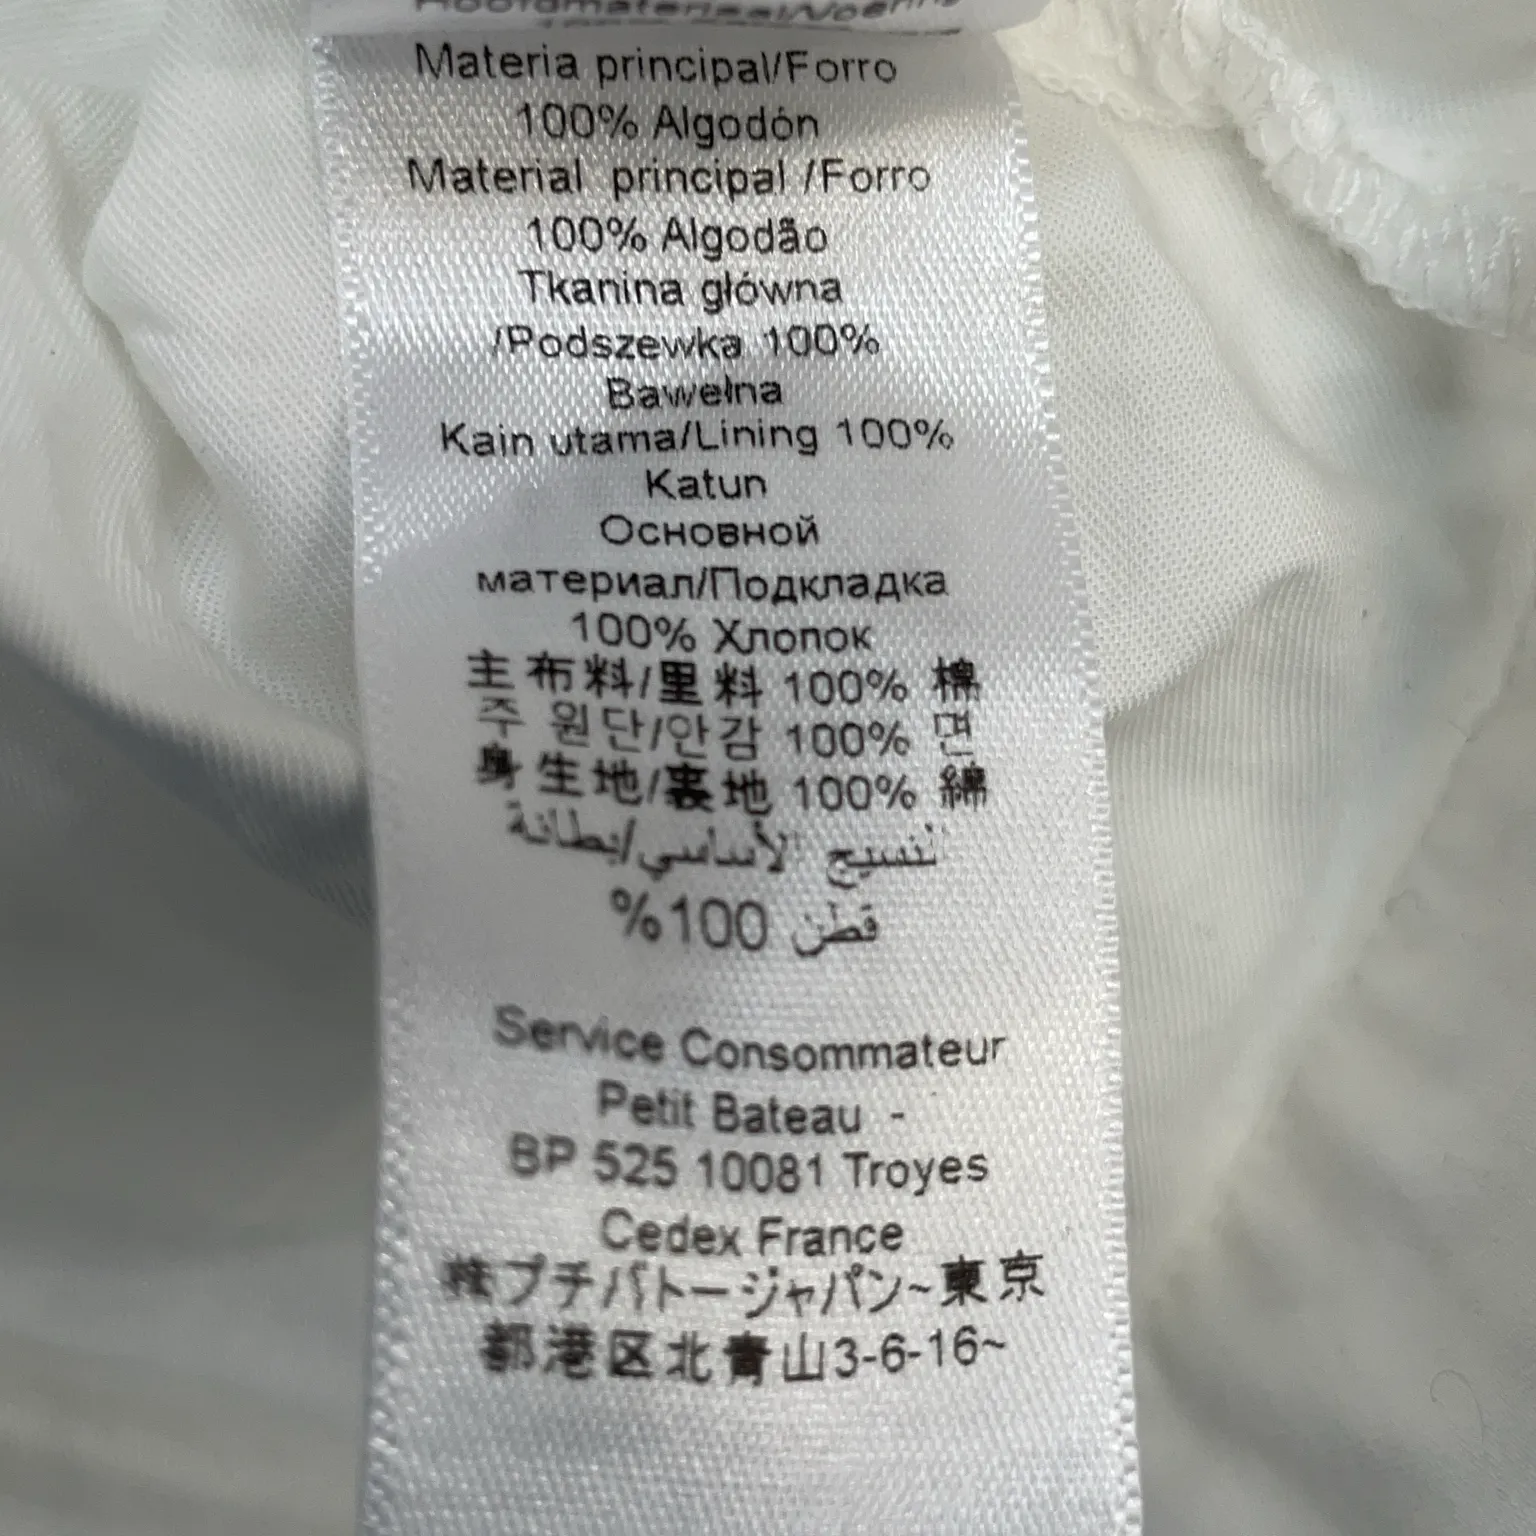 Hoofdmateriaal/Voering
Materia principal/Forro
100% Algodón
Material principal /Forro
100% Algodão
Tkanina główna
/Podszewka 100%
Bawełna
Kain utama/Lining 100%
Katun
Основной
материал/Подкладка
100% Хлопок
主布料/里料 100% 棉
주 원단/안감 100% 면
身生地/裏地 100% 綿
لنسيج الأساسي/بطانة
قطن 100%
Service Consommateur
Petit Bateau -
BP 525 10081 Troyes
Cedex France
㈱プチバトージャパン~東京
都港区北青山3-6-16~